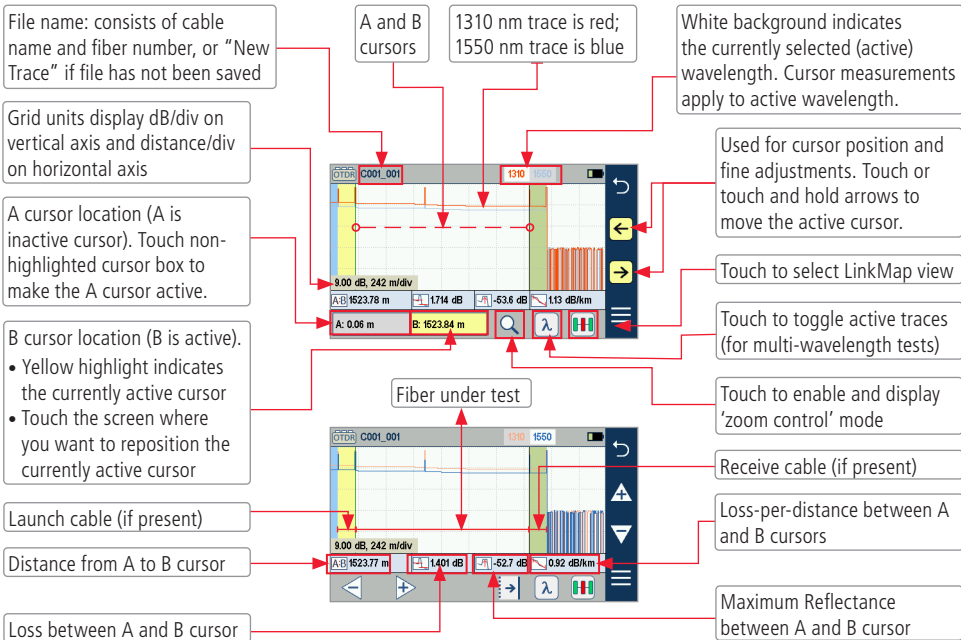 File name: consists of cable
name and fiber number, or “New
Trace” if file has not been saved
A and B
cursors
1310 nm trace is red;
1550 nm trace is blue
White background indicates
the currently selected (active)
wavelength. Cursor measurements
apply to active wavelength.
Grid units display dB/div on
vertical axis and distance/div
on horizontal axis
Used for cursor position and
fine adjustments. Touch or
touch and hold arrows to
move the active cursor.
A cursor location (A is
inactive cursor). Touch non-
highlighted cursor box to
make the A cursor active.
OTDR C001_001 1310 1550
9.00 dB, 242 m/div
A-B 1523.78 m 1.714 dB -53.6 dB 1.13 dB/km
A: 0.06 m B: 1523.84 m λ
Touch to select LinkMap view
Touch to toggle active traces
(for multi-wavelength tests)
Touch to enable and display
‘zoom control’ mode
B cursor location (B is active).
• Yellow highlight indicates
the currently active cursor
• Touch the screen where
you want to reposition the
currently active cursor
Fiber under test
OTDR C001_001 1310 1550
9.00 dB, 242 m/div
A-B 1523.77 m 1.401 dB -52.7 dB 0.92 dB/km
λ
Receive cable (if present)
Launch cable (if present)
Loss-per-distance between A
and B cursors
Distance from A to B cursor
Maximum Reflectance
between A and B cursor
Loss between A and B cursor